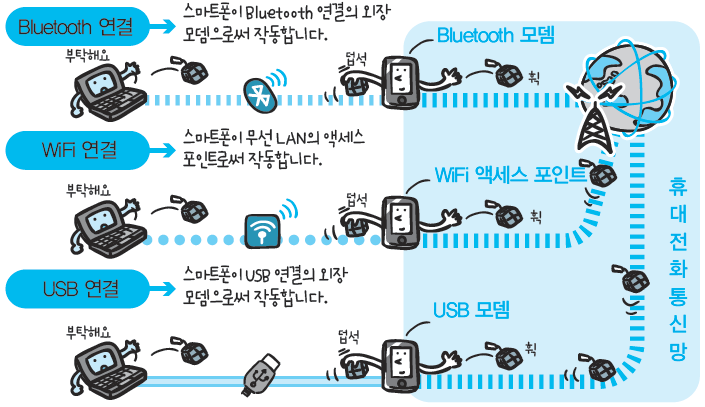 Bluetooth 연결
스마트폰이 Bluetooth 연결의 외장
모뎀으로써 작동합니다.
Bluetooth 모뎀
부탁해요
덥석
휙
WiFi 연결
스마트폰이 무선 LAN의 액세스
포인트로써 작동합니다.
WiFi 액세스 포인트
부탁해요
덥석
휙
휴대전화통신망
USB 연결
스마트폰이 USB 연결의 외장
모뎀으로써 작동합니다.
USB 모뎀
부탁해요
덥석
휙